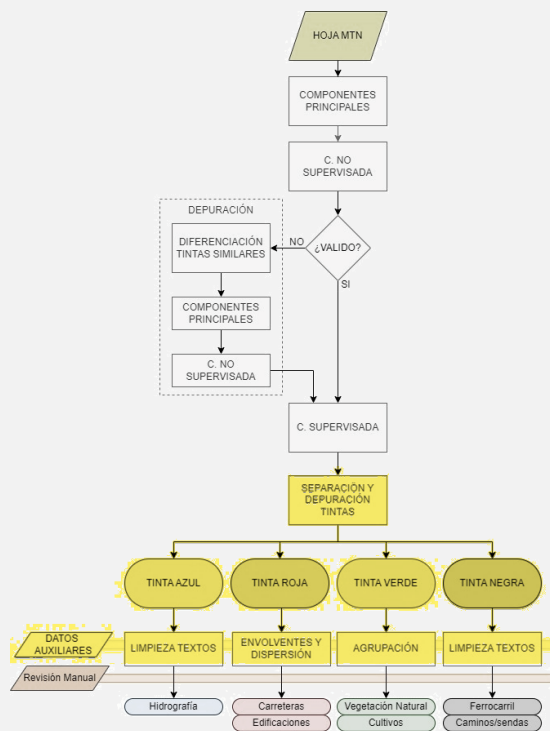 HOJA MTN
COMPONENTES
PRINCIPALES
C. NO
SUPERVISADA
DEPURACIÓN
¿VALIDO?
NO
SI
DIFERENCIACIÓN
TINTAS SIMILARES
COMPONENTES
PRINCIPALES
C. NO
SUPERVISADA
C. SUPERVISADA
SEPARACIÓN Y
DEPURACIÓN
TINTAS
TINTA AZUL
TINTA ROJA
TINTA VERDE
TINTA NEGRA
DATOS
AUXILIARES
LIMPIEZA TEXTOS
ENVOLVENTES Y
DISPERSIÓN
AGRUPACIÓN
LIMPIEZA TEXTOS
Revisión Manual
Hidrografía
Carreteras
Edificaciones
Vegetación Natural
Cultivos
Ferrocarril
Caminos/sendas